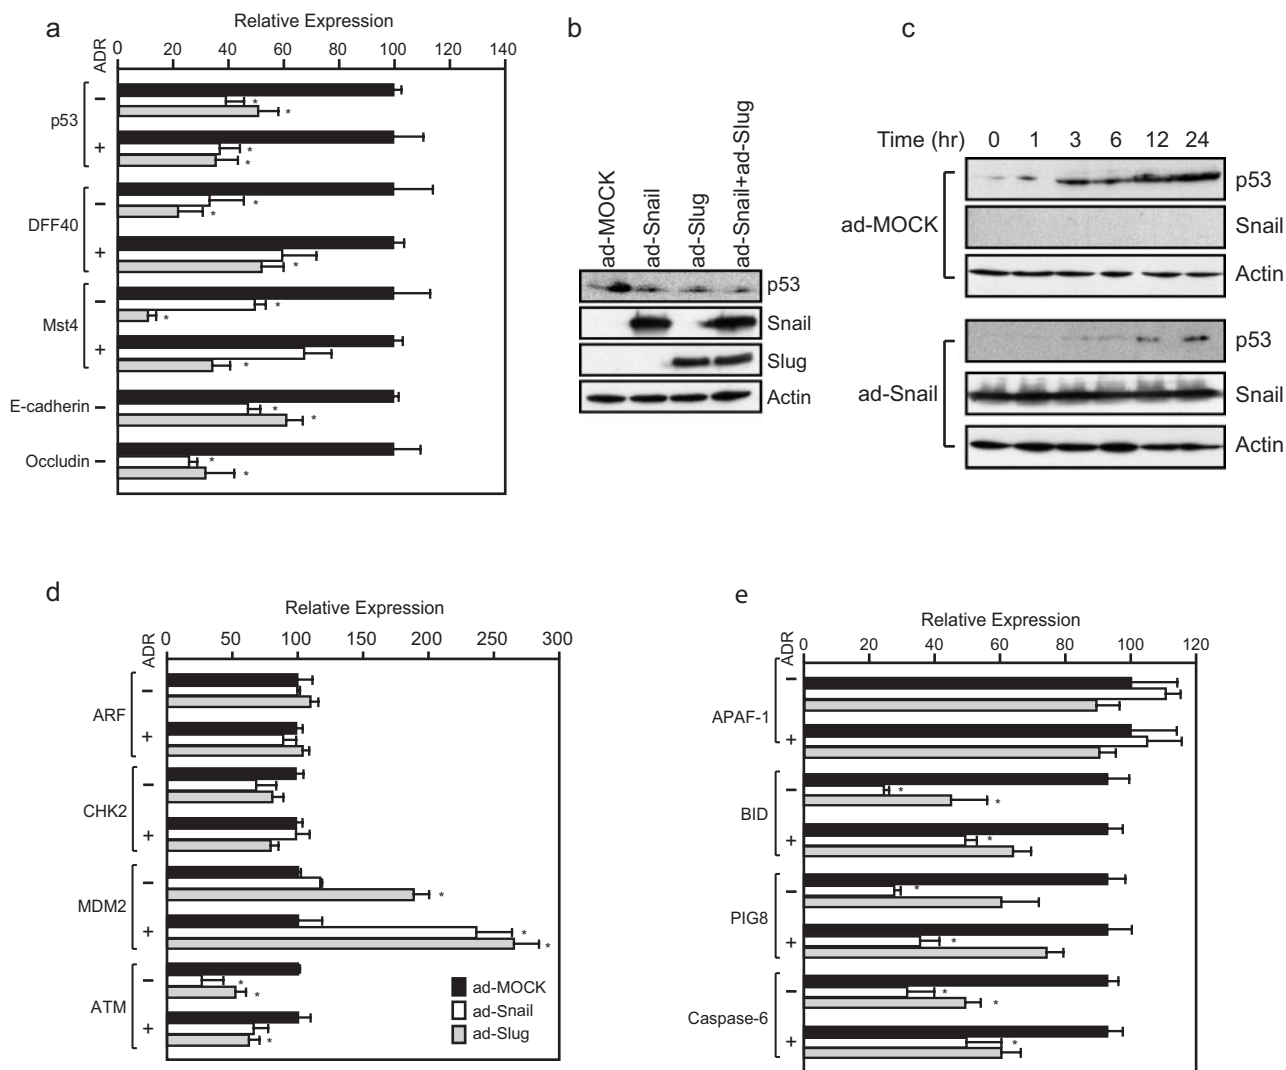 a
Relative Expression
ADR
0 20 40 60 80 100 120 140
p53
− * *
+ * *
DFF40
− * *
+ *
Mst4
− * *
+ *
E-cadherin − * *
Occludin − * *
b
ad-MOCK
ad-Snail
ad-Slug
ad-Snail+ad-Slug
p53
Snail
Slug
Actin
c
Time (hr) 0 1 3 6 12 24
ad-MOCK
p53
Snail
Actin
ad-Snail
p53
Snail
Actin
d
Relative Expression
ADR
0 50 100 150 200 250 300
ARF
−
+
CHK2
−
+
MDM2
− *
+ * *
ATM
− * *
+ *
ad-MOCK
ad-Snail
ad-Slug
e
Relative Expression
ADR
0 20 40 60 80 100 120
APAF-1
−
+
BID
− * *
+ *
PIG8
− *
+ *
Caspase-6
− * *
+ *